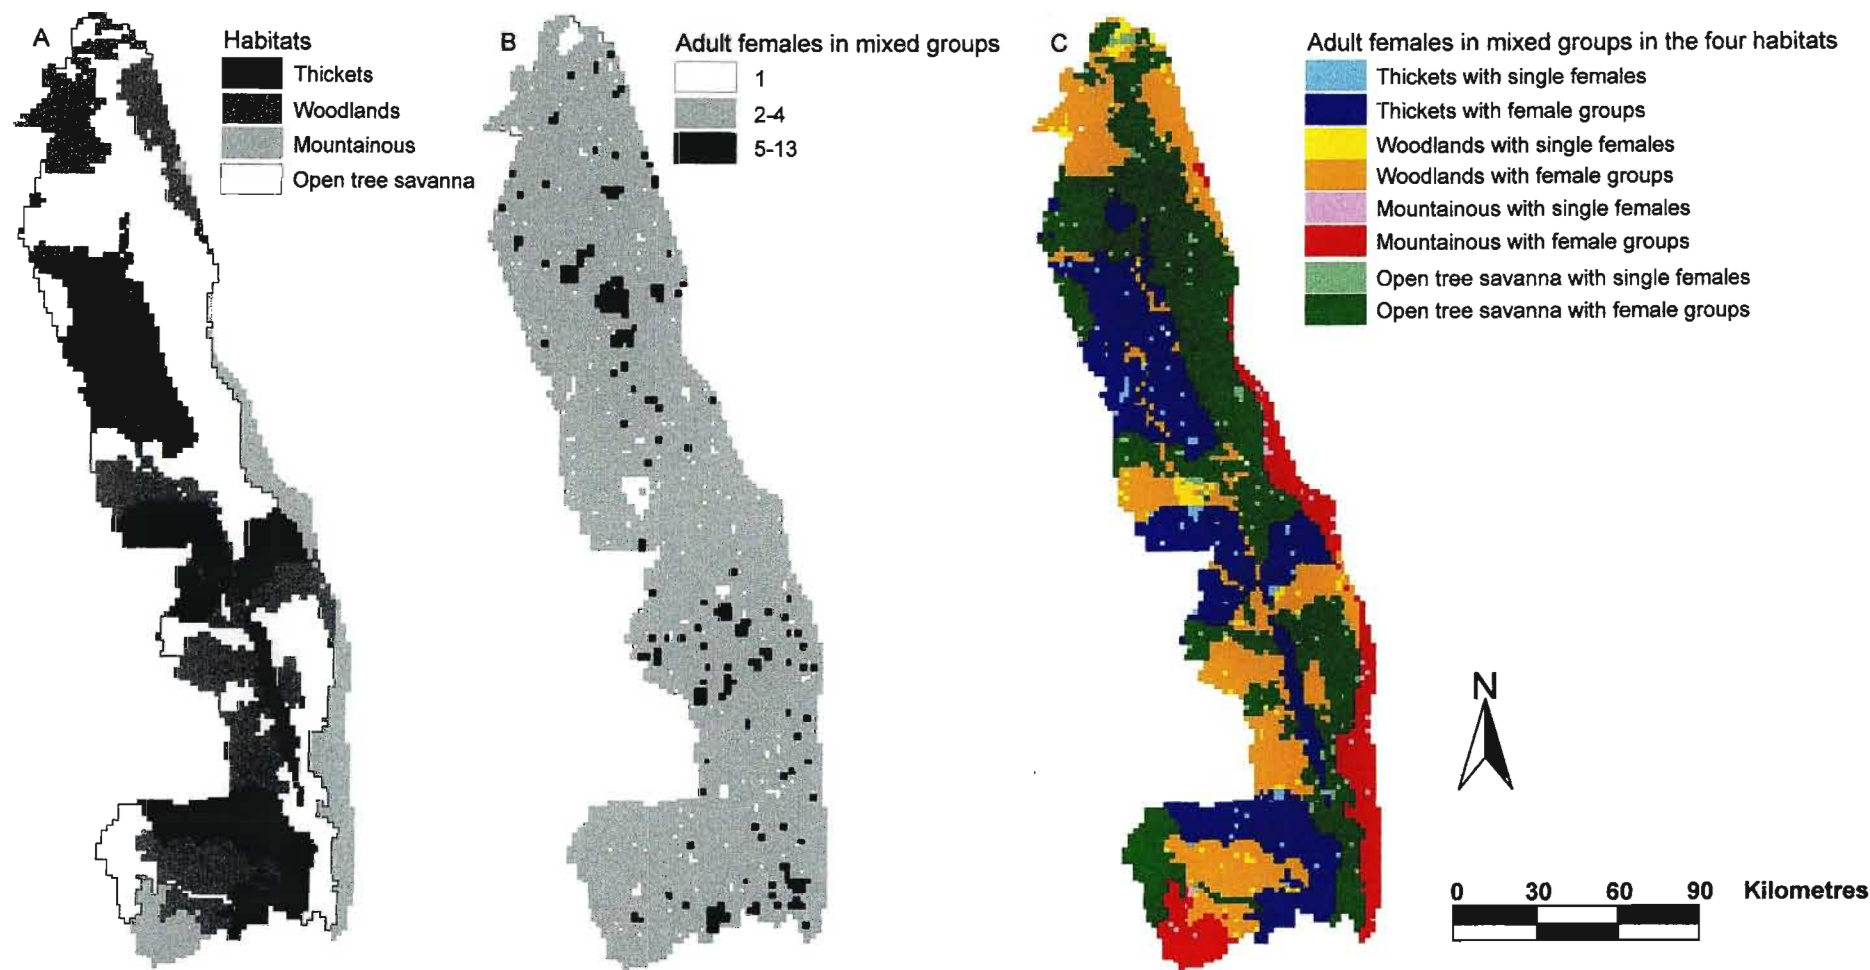 A
Habitats
Thickets
Woodlands
Mountainous
Open tree savanna
B
Adult females in mixed groups
1
2-4
5-13
C
Adult females in mixed groups in the four habitats
Thickets with single females
Thickets with female groups
Woodlands with single females
Woodlands with female groups
Mountainous with single females
Mountainous with female groups
Open tree savanna with single females
Open tree savanna with female groups
N
0 30 60 90 Kilometres